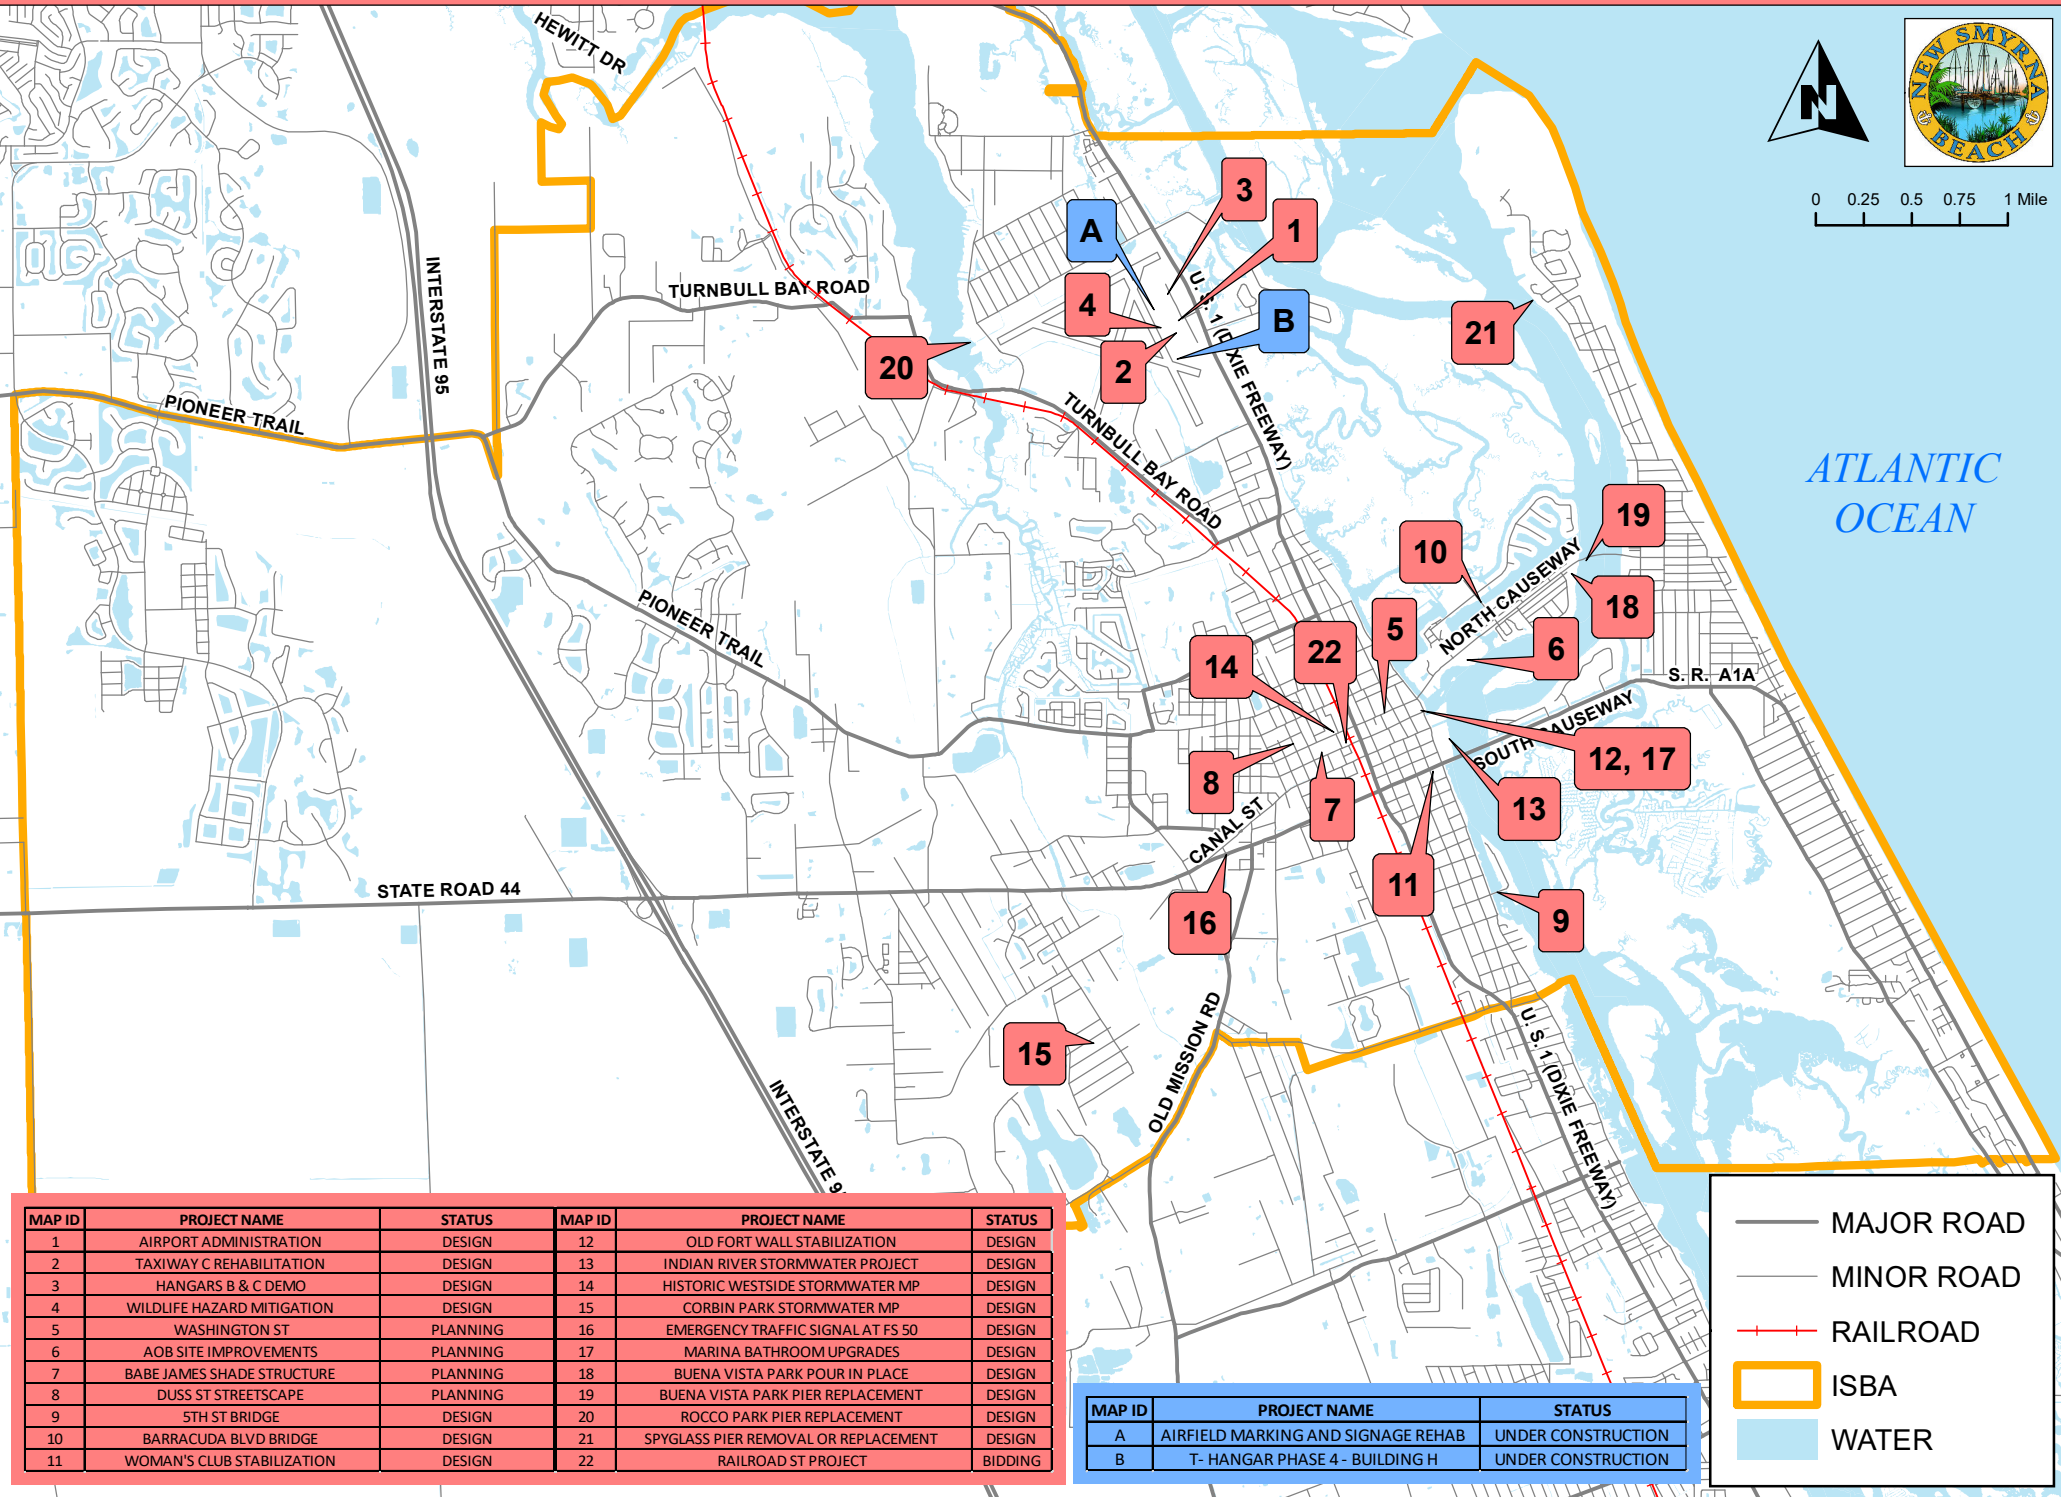 HEWITT DR
NEW SMYRNA
BEACH
N
0 0.25 0.5 0.75 1 Mile
3
A
1
INTERSTATE 95
TURNBULL BAY ROAD
4
U. S. 1 (DIXIE FREEWAY)
B
21
20
2
PIONEER TRAIL
TURNBULL BAY ROAD
ATLANTIC
OCEAN
19
10
NORTH CAUSEWAY
18
PIONEER TRAIL
5
22
6
14
S. R. A1A
SOUTH CAUSEWAY
12, 17
8
7
13
CANAL ST
STATE ROAD 44
11
16
9
15
OLD MISSION RD
U. S. 1 (DIXIE FREEWAY)
INTERSTATE 95
MAP ID PROJECT NAME STATUS MAP ID PROJECT NAME STATUS
1 AIRPORT ADMINISTRATION DESIGN 12 OLD FORT WALL STABILIZATION DESIGN
2 TAXIWAY C REHABILITATION DESIGN 13 INDIAN RIVER STORMWATER PROJECT DESIGN
3 HANGARS B & C DEMO DESIGN 14 HISTORIC WESTSIDE STORMWATER MP DESIGN
4 WILDLIFE HAZARD MITIGATION DESIGN 15 CORBIN PARK STORMWATER MP DESIGN
5 WASHINGTON ST PLANNING 16 EMERGENCY TRAFFIC SIGNAL AT FS 50 DESIGN
6 AOB SITE IMPROVEMENTS PLANNING 17 MARINA BATHROOM UPGRADES DESIGN
7 BABE JAMES SHADE STRUCTURE PLANNING 18 BUENA VISTA PARK POUR IN PLACE DESIGN
8 DUSS ST STREETSCAPE PLANNING 19 BUENA VISTA PARK PIER REPLACEMENT DESIGN
9 5TH ST BRIDGE DESIGN 20 ROCCO PARK PIER REPLACEMENT DESIGN
10 BARRACUDA BLVD BRIDGE DESIGN 21 SPYGLASS PIER REMOVAL OR REPLACEMENT DESIGN
11 WOMAN'S CLUB STABILIZATION DESIGN 22 RAILROAD ST PROJECT BIDDING
MAP ID PROJECT NAME STATUS
A AIRFIELD MARKING AND SIGNAGE REHAB UNDER CONSTRUCTION
B T- HANGAR PHASE 4 - BUILDING H UNDER CONSTRUCTION
MAJOR ROAD
MINOR ROAD
RAILROAD
ISBA
WATER